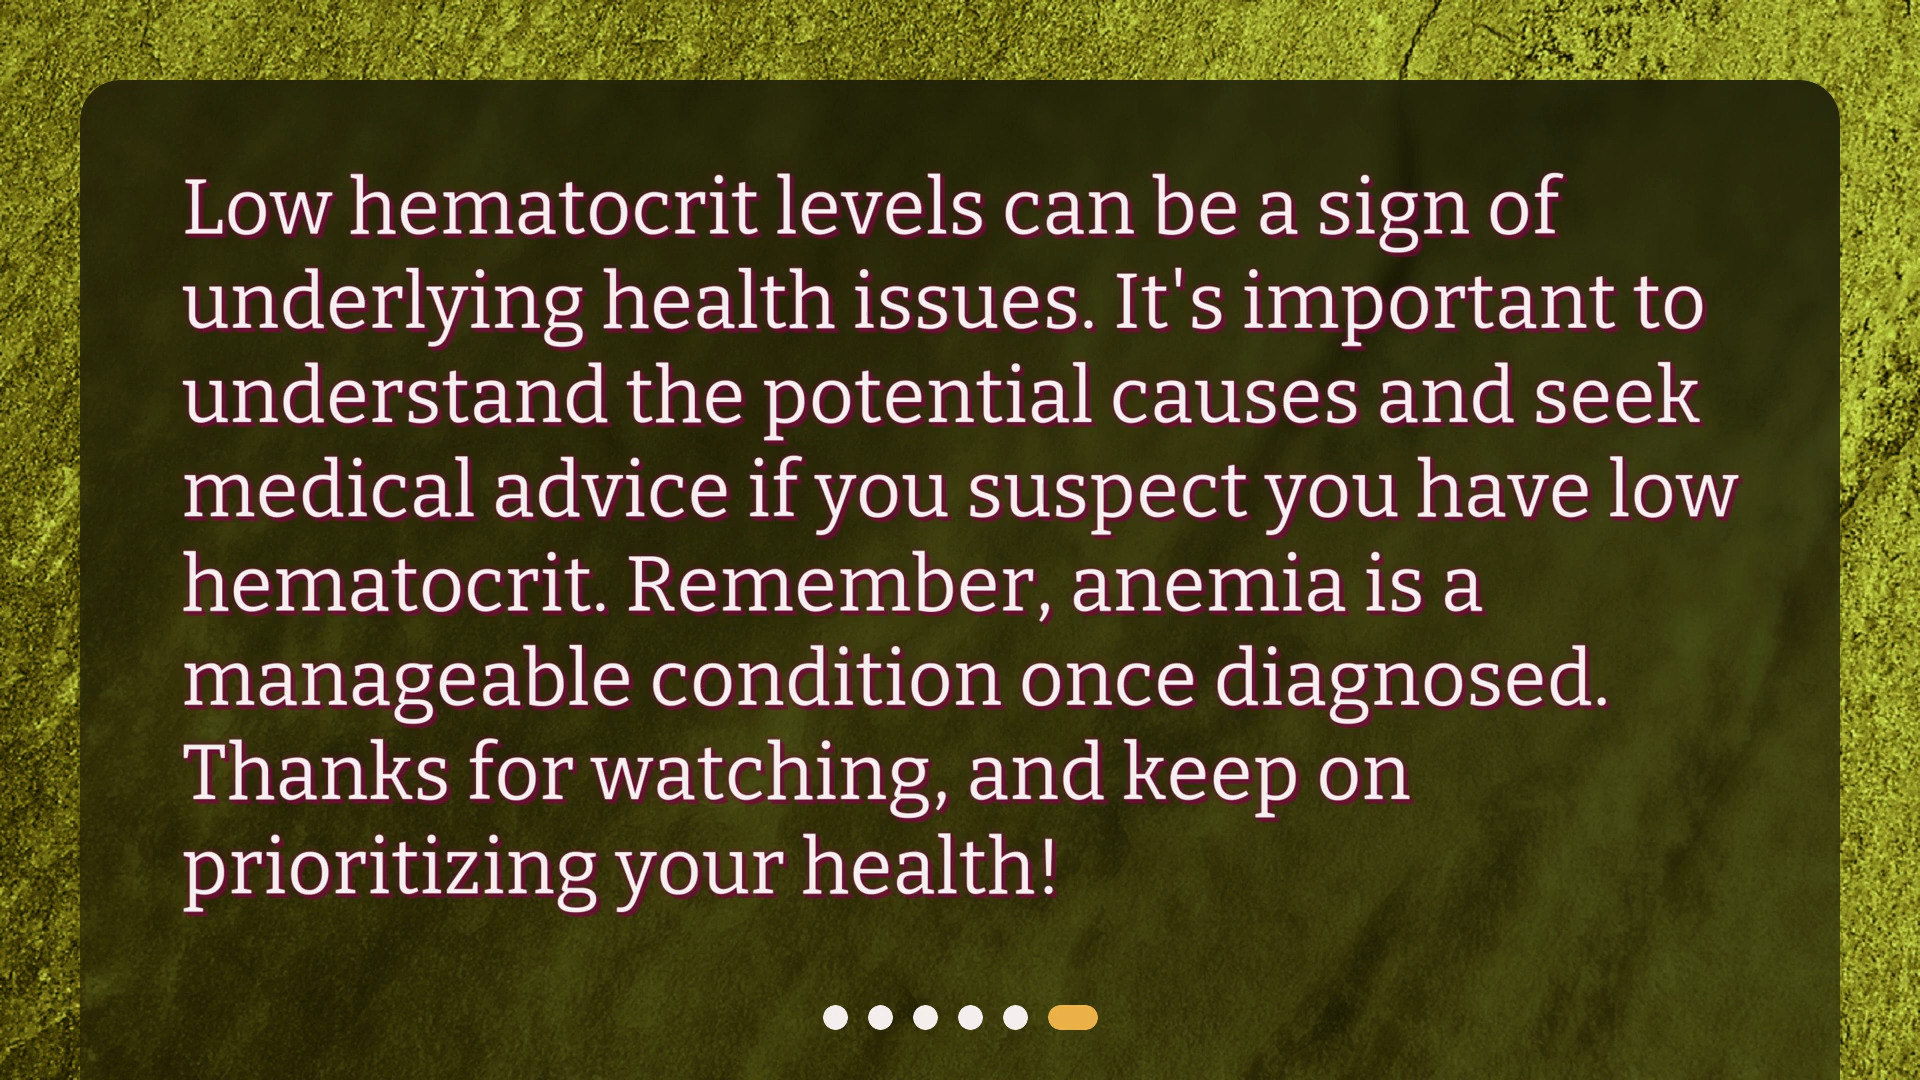 Low hematocrit levels can be a sign of
underlying health issues. It's important to
understand the potential causes and seek
medical advice if you suspect you have low
hematocrit. Remember, anemia is a
manageable condition once diagnosed.
Thanks for watching, and keep on
prioritizing your health!